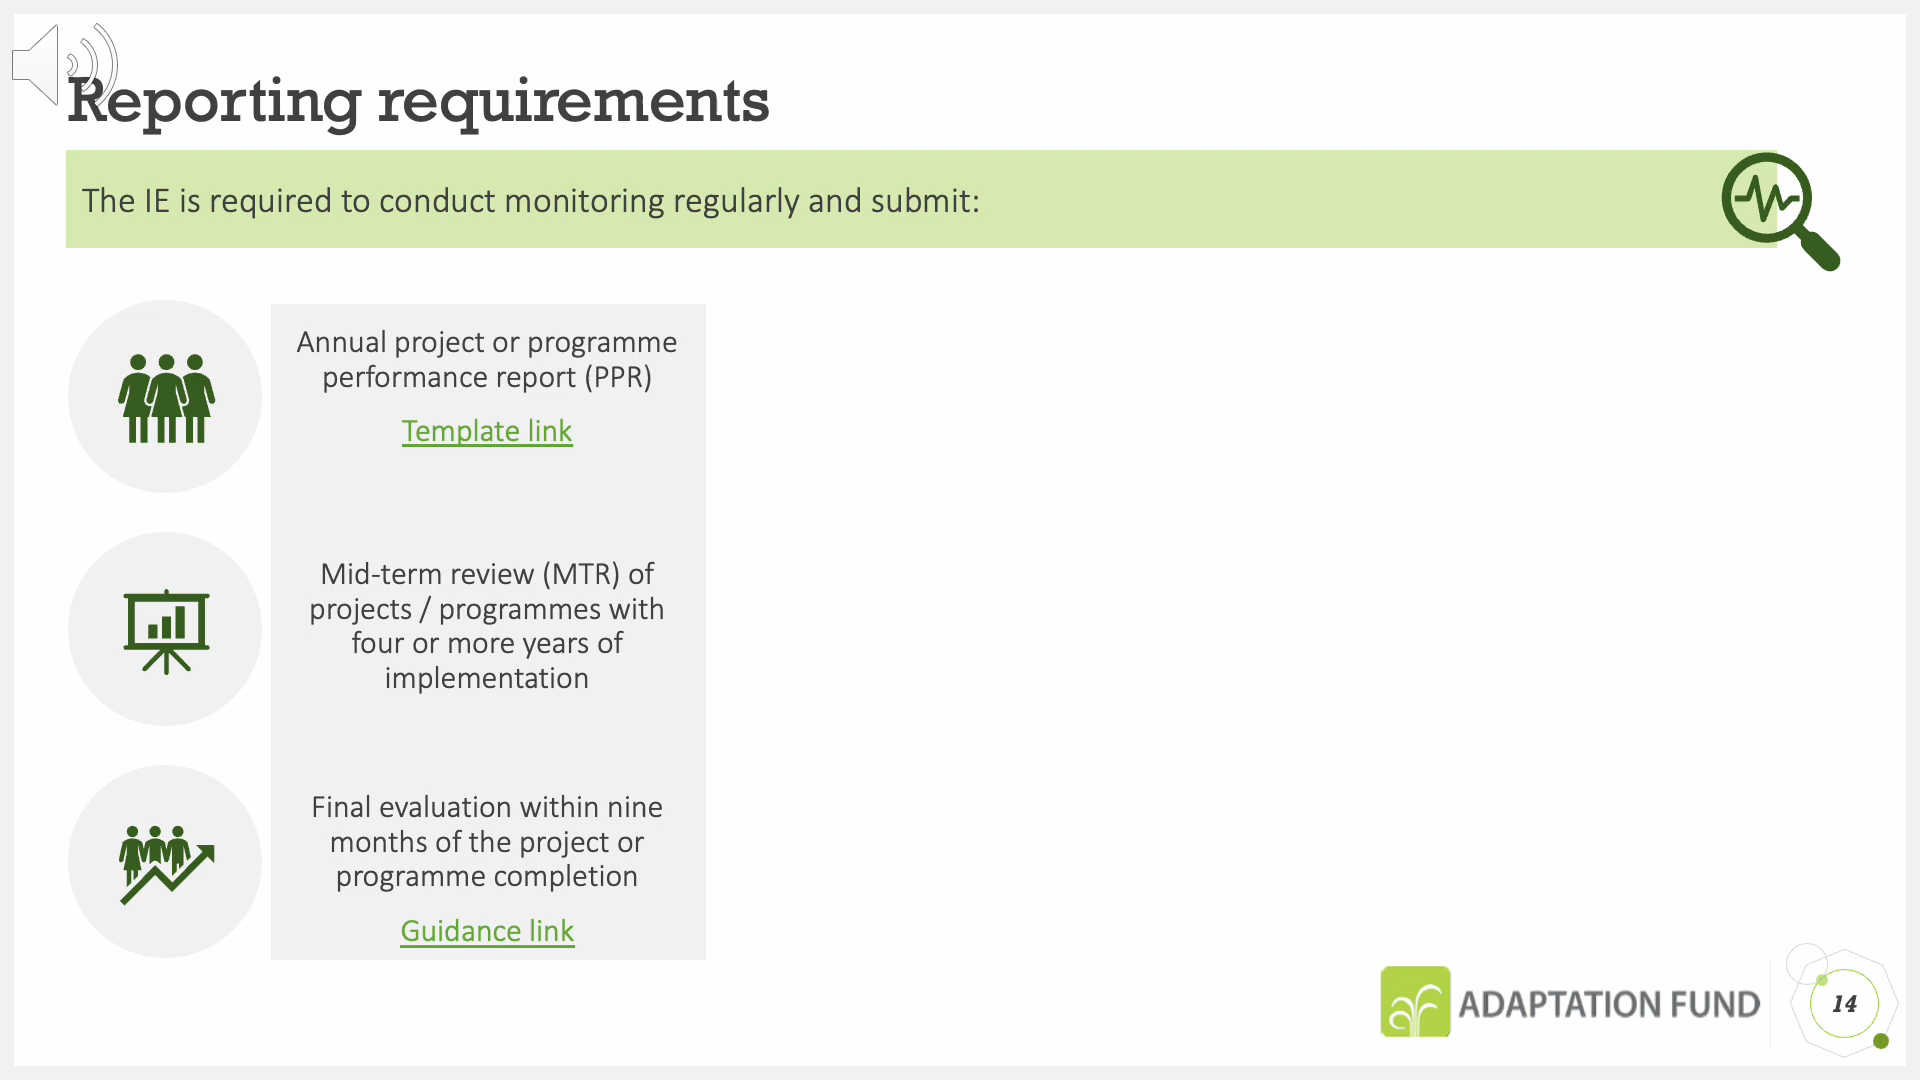 Reporting requirements
The IE is required to conduct monitoring regularly and submit:
Annual project or programme
performance report (PPR)
Template link
Mid-term review (MTR) of
projects / programmes with
four or more years of
implementation
Final evaluation within nine
months of the project or
programme completion
Guidance link
ADAPTATION FUND
14